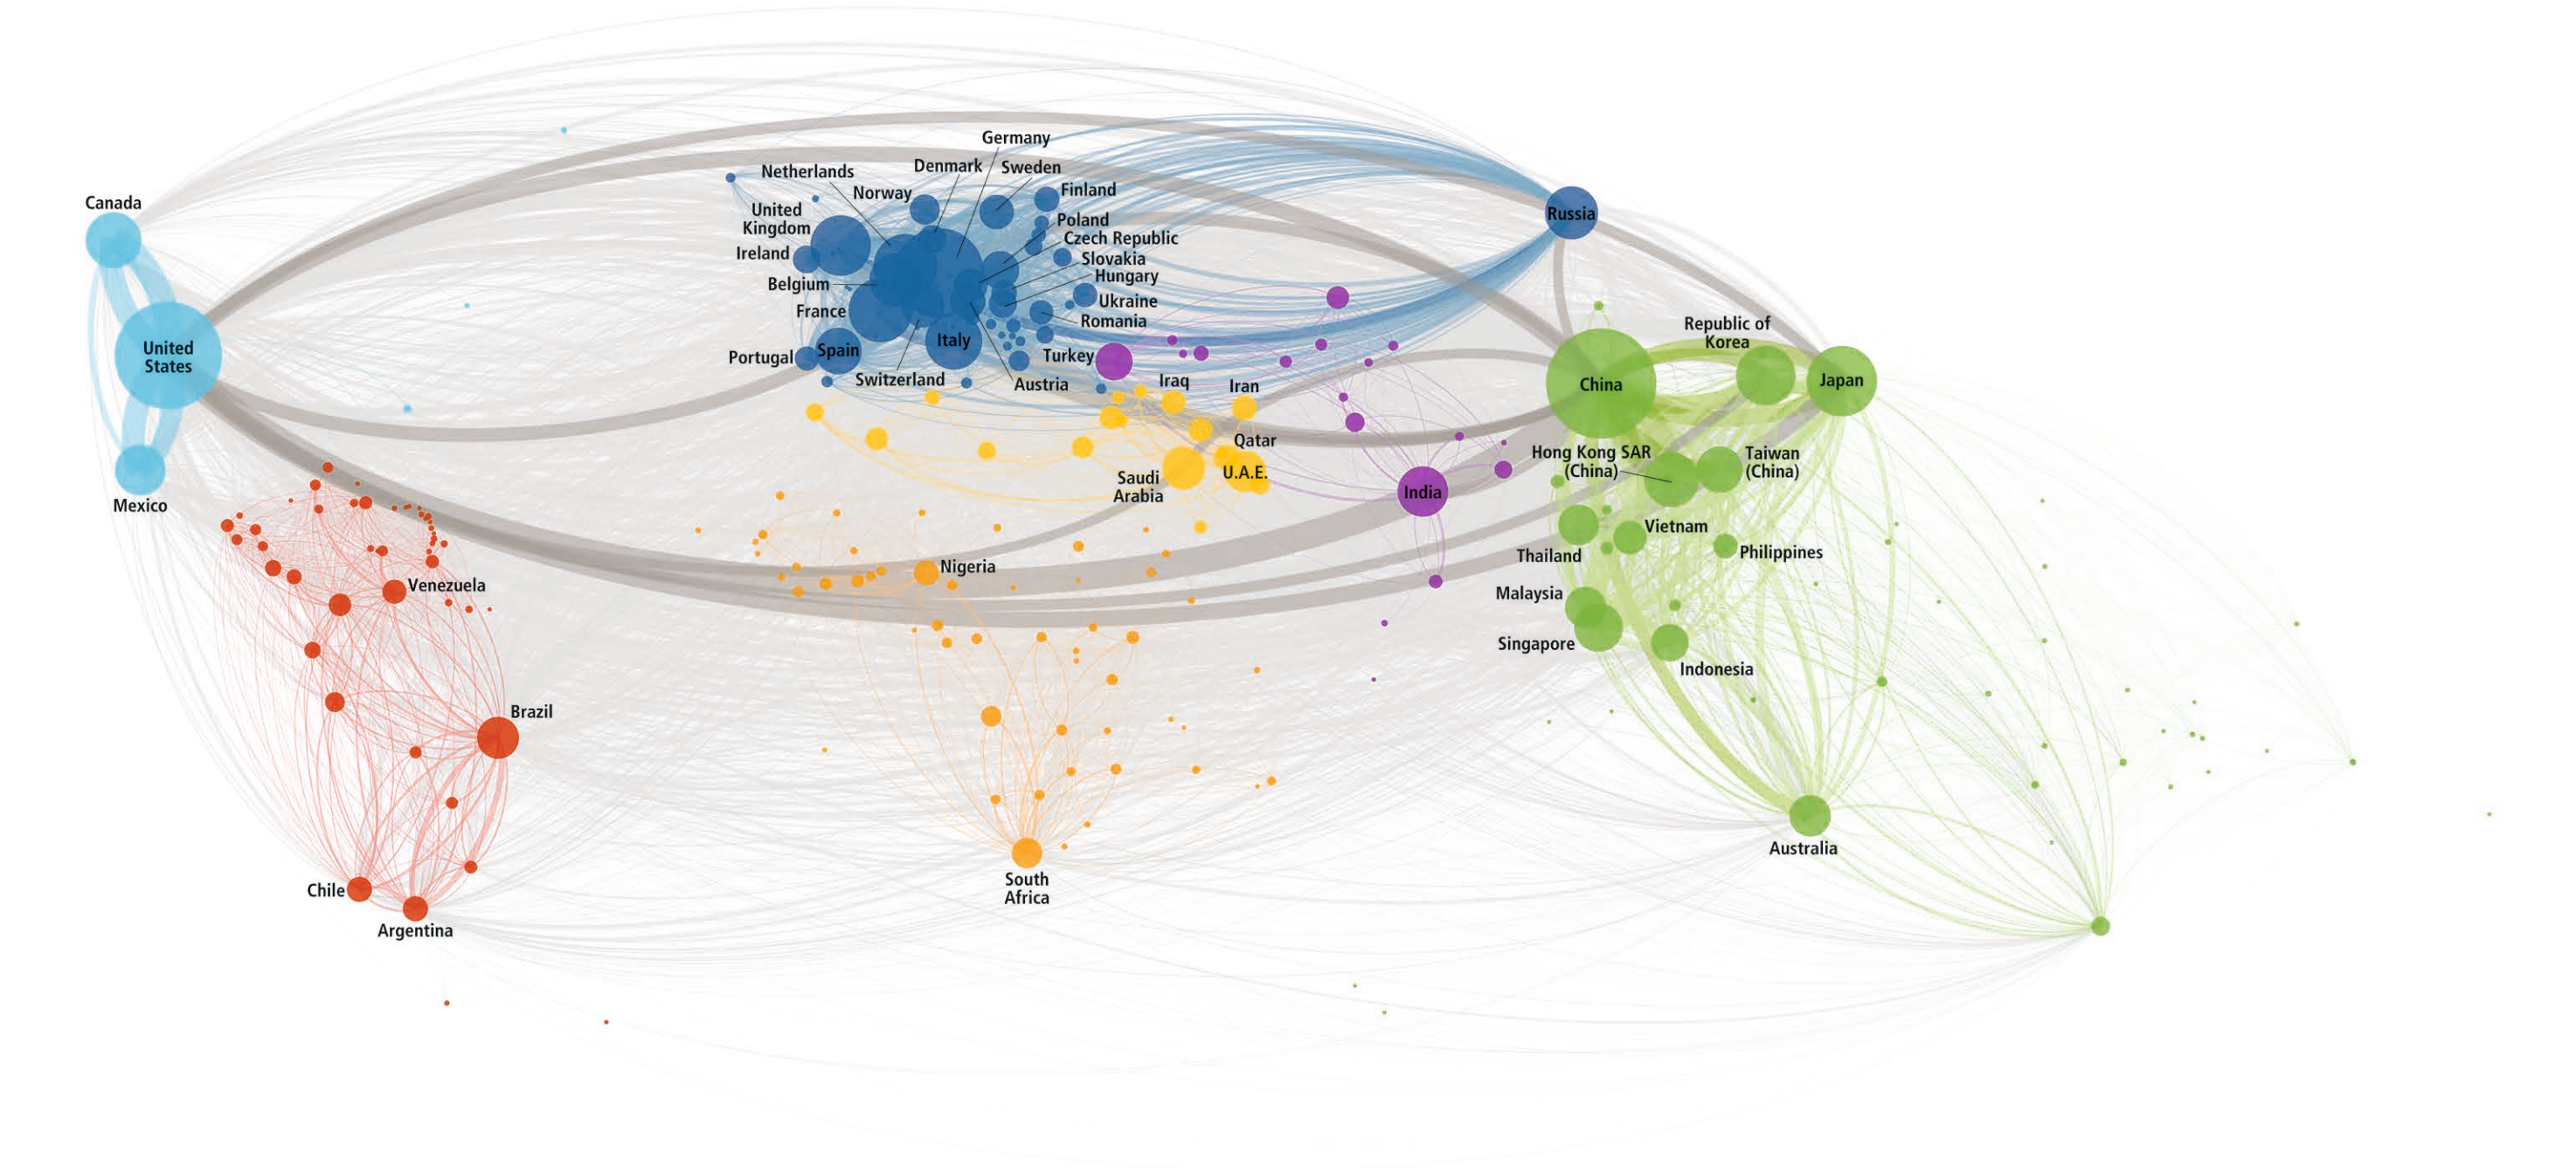 Canada
United
States
Mexico
Venezuela
Brazil
Chile
Argentina
Germany
Netherlands
Denmark
Sweden
Norway
Finland
United
Kingdom
Poland
Czech Republic
Ireland
Slovakia
Belgium
Hungary
France
Ukraine
Romania
Portugal
Spain
Italy
Turkey
Switzerland
Austria
Iraq
Iran
Qatar
Saudi
Arabia
U.A.E.
Nigeria
South
Africa
Russia
India
China
Republic of
Korea
Japan
Hong Kong SAR
(China)
Taiwan
(China)
Vietnam
Thailand
Philippines
Malaysia
Singapore
Indonesia
Australia